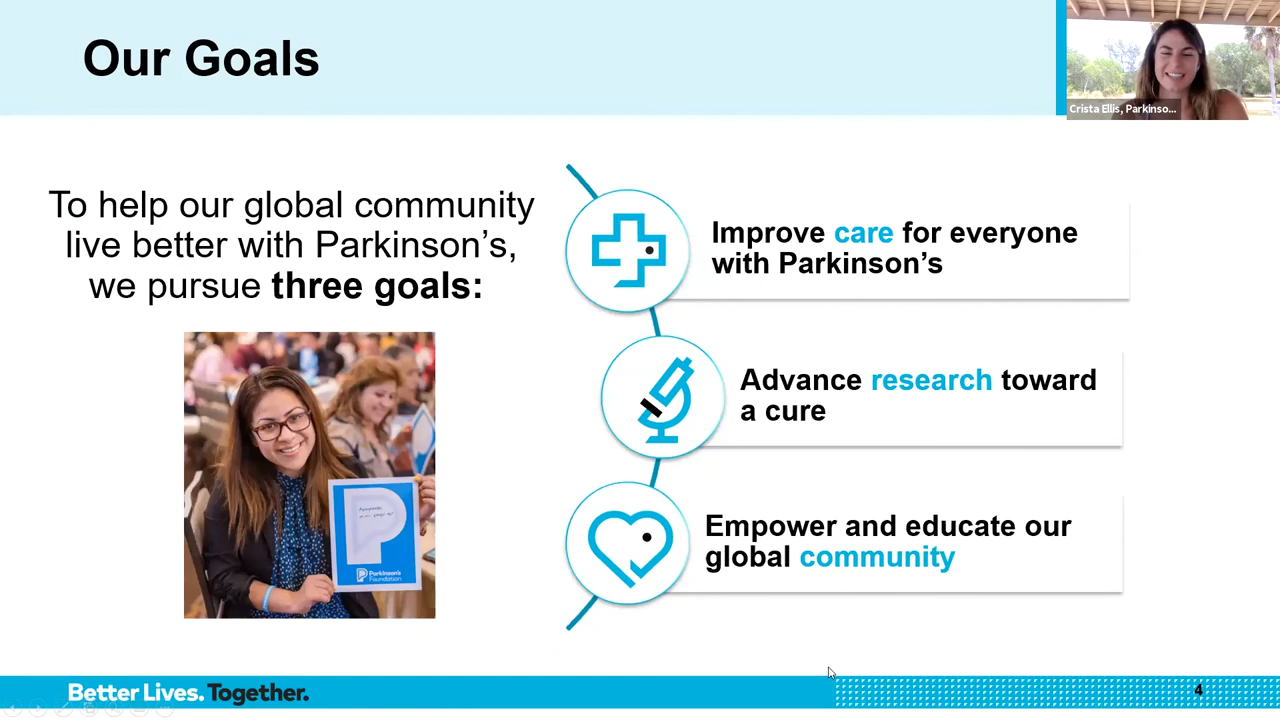 Our Goals
Crista Ellis, Parkinso...
To help our global community
live better with Parkinson's,
we pursue three goals:
Improve care for everyone
with Parkinson's
Advance research toward
a cure
Empower and educate our
global community
Parkinson's
Foundation
Better Lives. Together.
4